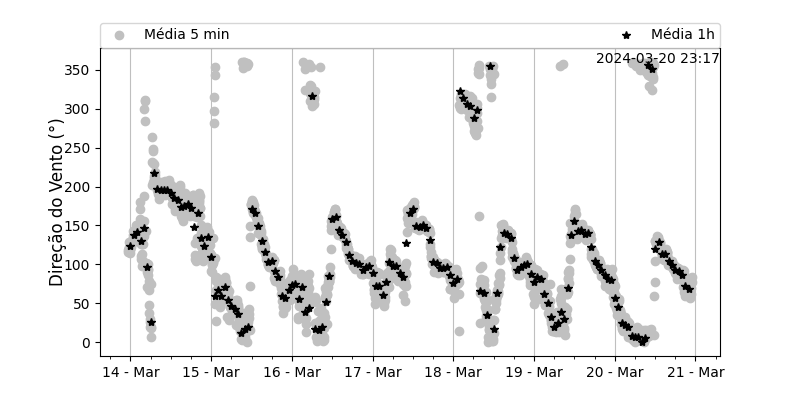 Média 5 min
Média 1h
2024-03-20 23:17
Direção do Vento (°)
350
300
250
200
150
100
50
0
14 - Mar
15 - Mar
16 - Mar
17 - Mar
18 - Mar
19 - Mar
20 - Mar
21 - Mar